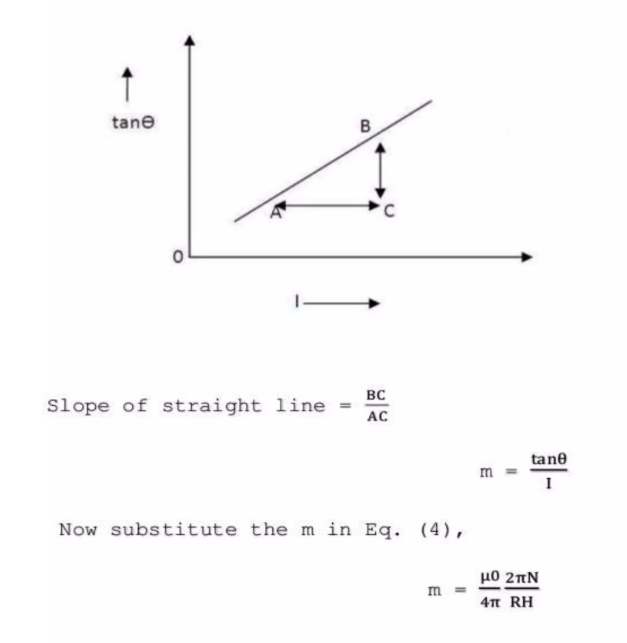 tanΘ
B
A
C
0
I
Slope of straight line = BC/AC
m = tanθ/I
Now substitute the m in Eq. (4),
m = μ0/4π 2πN/RH